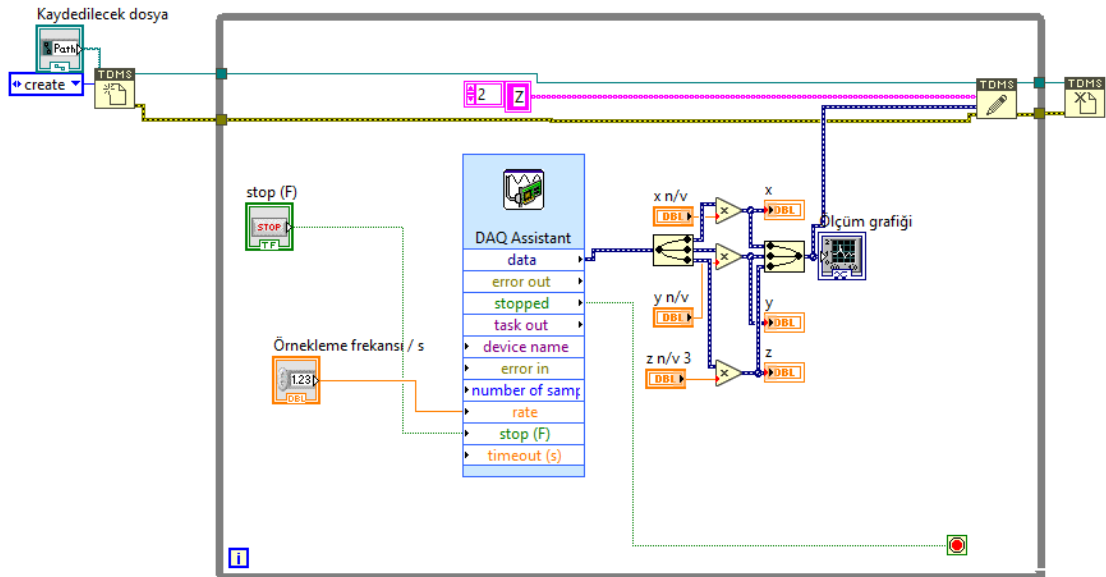 Kaydedilecek dosya
Path
create
TDMS
2
Z
TDMS
TDMS
stop (F)
STOP
TF
DAQ Assistant
data
error out
stopped
task out
device name
error in
number of samp
rate
stop (F)
timeout (s)
Örnekleme frekansı / s
1.23
DBL
x n/v
DBL
y n/v
DBL
z n/v 3
DBL
x
DBL
Ölçüm grafiği
y
DBL
z
DBL
i